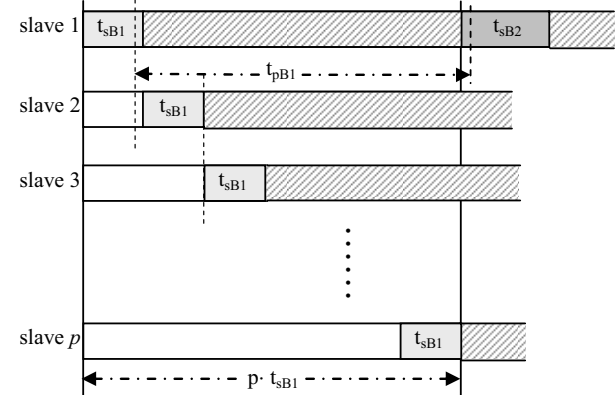 slave 1 t_sB1 t_sB2
t_pB1
slave 2 t_sB1
slave 3 t_sB1
slave p t_sB1
p· t_sB1